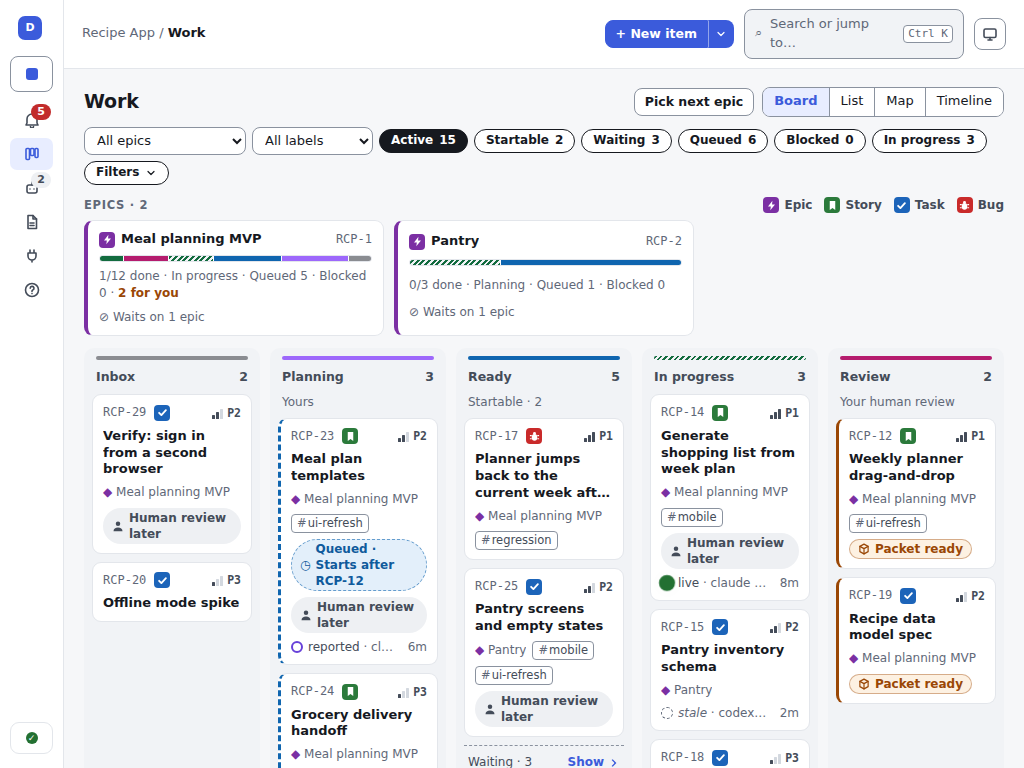 D
Recipe App / Work
+ New item
Search or jump to…
Ctrl K
5
2
Work
Pick next epic
Board
List
Map
Timeline
All epics
All labels
Active 15
Startable 2
Waiting 3
Queued 6
Blocked 0
In progress 3
Filters
EPICS · 2
Epic
Story
Task
Bug
Meal planning MVP
RCP-1
1/12 done · In progress · Queued 5 · Blocked
0 · 2 for you
Waits on 1 epic
Pantry
RCP-2
0/3 done · Planning · Queued 1 · Blocked 0
Waits on 1 epic
Inbox 2
RCP-29
P2
Verify: sign in
from a second
browser
Meal planning MVP
Human review
later
RCP-20
P3
Offline mode spike
Planning 3
Yours
RCP-23
P2
Meal plan
templates
Meal planning MVP
#ui-refresh
Queued ·
Starts after
RCP-12
Human review
later
reported · cl…
6m
RCP-24
P3
Grocery delivery
handoff
Meal planning MVP
Ready 5
Startable · 2
RCP-17
P1
Planner jumps
back to the
current week aft…
Meal planning MVP
#regression
RCP-25
P2
Pantry screens
and empty states
Pantry
#mobile
#ui-refresh
Human review
later
Waiting · 3
Show
In progress 3
RCP-14
P1
Generate
shopping list from
week plan
Meal planning MVP
#mobile
Human review
later
live · claude …
8m
RCP-15
P2
Pantry inventory
schema
Pantry
stale · codex…
2m
RCP-18
P3
Review 2
Your human review
RCP-12
P1
Weekly planner
drag-and-drop
Meal planning MVP
#ui-refresh
Packet ready
RCP-19
P2
Recipe data
model spec
Meal planning MVP
Packet ready